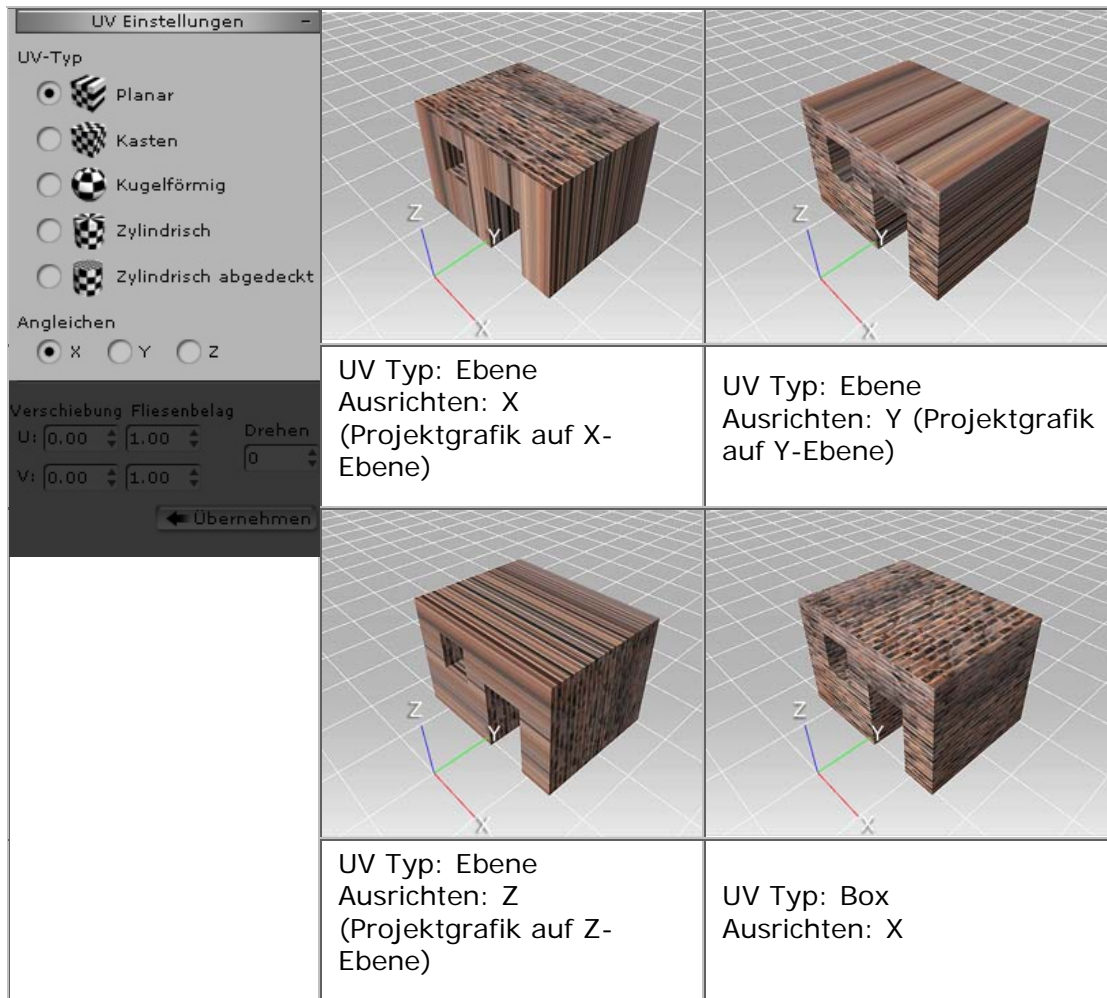 UV Einstellungen -
UV-Typ
Planar
Kasten
Kugelförmig
Zylindrisch
Zylindrisch abgedeckt
Angleichen
X Y Z
Verschiebung Fliesenbelag
U: 0.00 1.00 Drehen
0
V: 0.00 1.00
Übernehmen
Z
Y
X
Z
Y
X
UV Typ: Ebene
Ausrichten: X
(Projektgrafik auf X-
Ebene)
UV Typ: Ebene
Ausrichten: Y (Projektgrafik
auf Y-Ebene)
Z
Y
X
Z
Y
X
UV Typ: Ebene
Ausrichten: Z
(Projektgrafik auf Z-
Ebene)
UV Typ: Box
Ausrichten: X